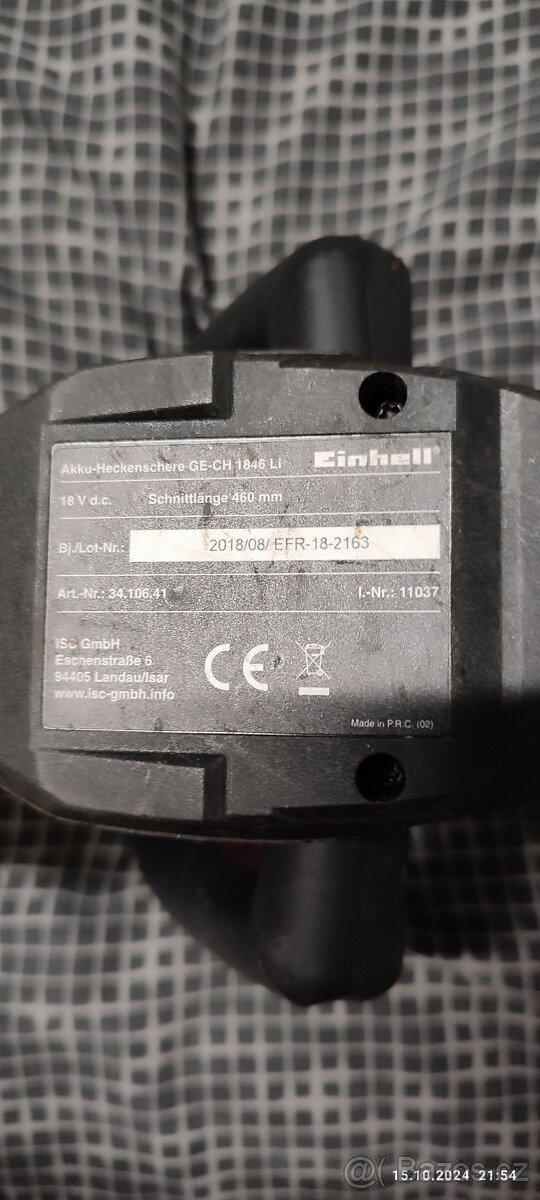 Akku-Heckenschere GE-CH 1846 Li Einhell®
18 V d.c. Schnittlänge 460 mm
Bj./Lot-Nr.: 2018/08/ EFR-18-2163
Art.-Nr.: 34.106.41 I.-Nr.: 11037
iSC GmbH
Eschenstraße 6
94405 Landau/Isar
www.isc-gmbh.info
CE
Made in P.R.C. (02)
@Bazos.cz
15.10.2024 21:54